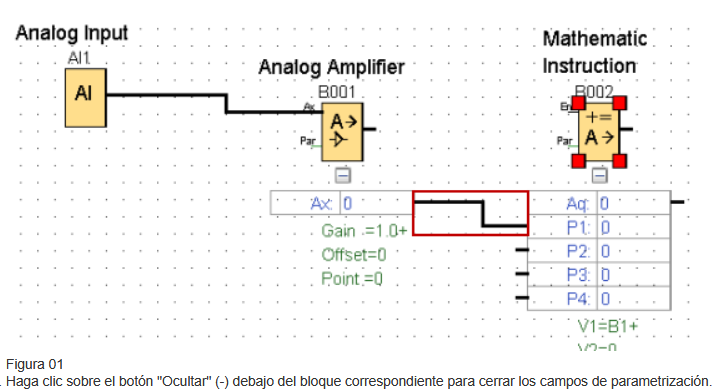 Analog Input
AI1
AI
Analog Amplifier
B001
Ax
A→
Par
Mathematic
Instruction
B002
En
+=
A→
Par
Ax: 0
Gain =1.0+
Offset=0
Point =0
Aq: 0
P1: 0
P2: 0
P3: 0
P4: 0
V1=B1+
V2=0
Figura 01
. Haga clic sobre el botón "Ocultar" (-) debajo del bloque correspondiente para cerrar los campos de parametrización.